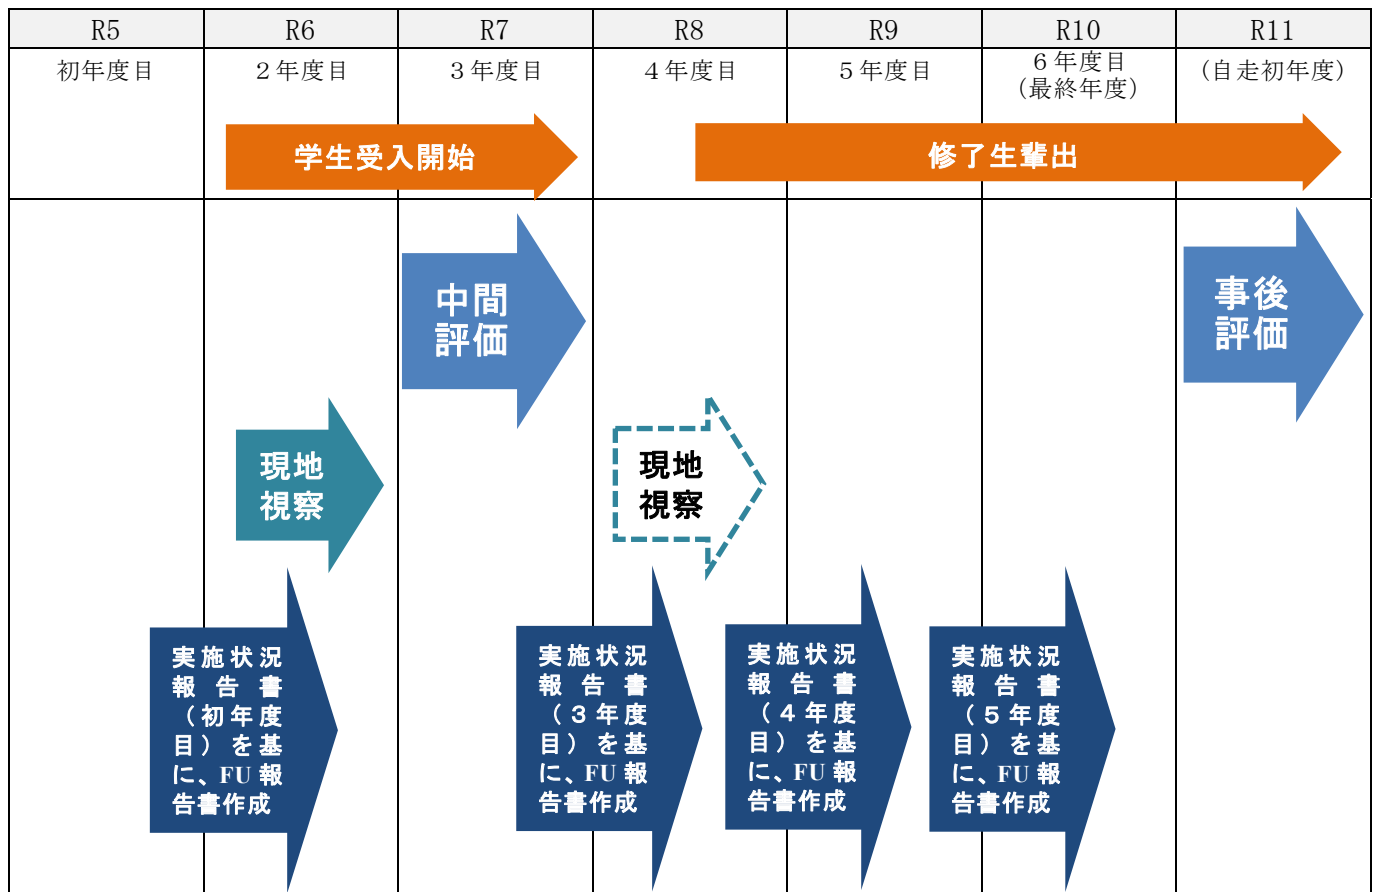 R5
R6
R7
R8
R9
R10
R11
初年度目
２年度目
３年度目
４年度目
５年度目
６年度目
（最終年度）
（自走初年度）
学生受入開始
修了生輩出
中間
評価
事後
評価
現地
視察
現地
視察
実施状況
報告書
（初年度
目）を基
に、FU報
告書作成
実施状況
報告書
（３年度
目）を基
に、FU報
告書作成
実施状況
報告書
（４年度
目）を基
に、FU報
告書作成
実施状況
報告書
（５年度
目）を基
に、FU報
告書作成